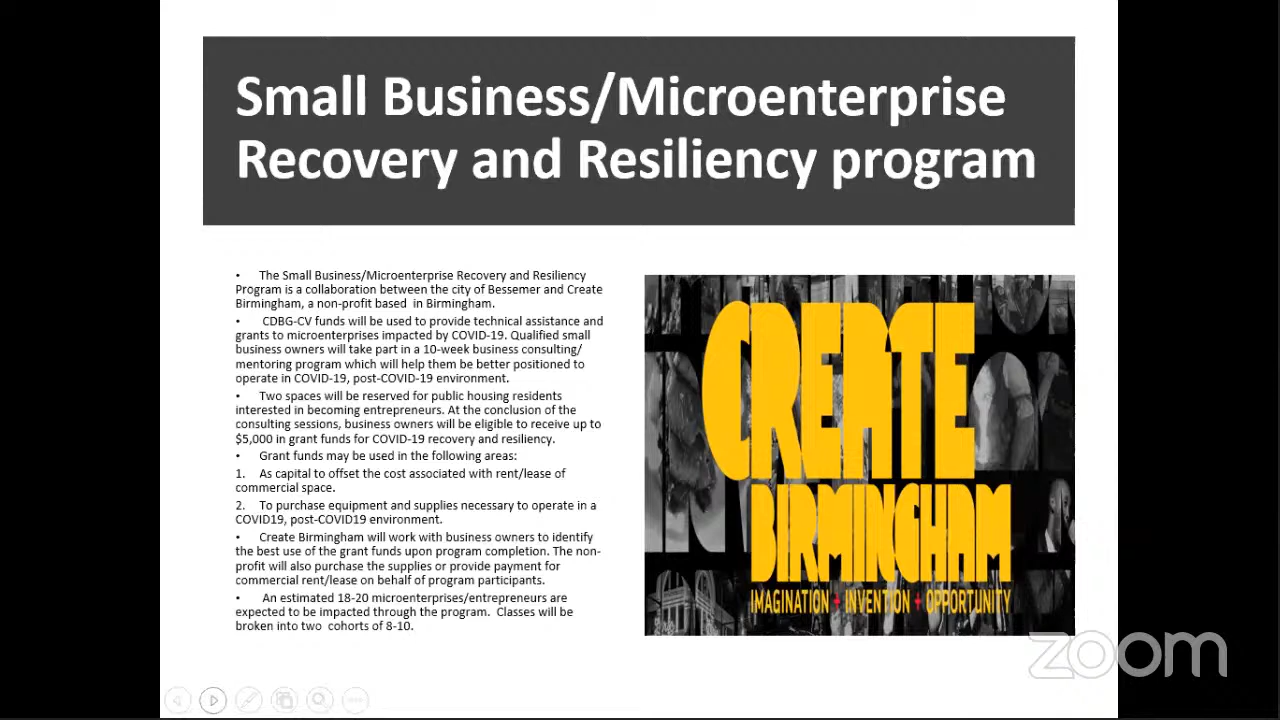 Small Business/Microenterprise
Recovery and Resiliency program
• The Small Business/Microenterprise Recovery and Resiliency
Program is a collaboration between the city of Bessemer and Create
Birmingham, a non-profit based in Birmingham.
• CDBG-CV funds will be used to provide technical assistance and
grants to microenterprises impacted by COVID-19. Qualified small
business owners will take part in a 10-week business consulting/
mentoring program which will help them be better positioned to
operate in COVID-19, post-COVID-19 environment.
• Two spaces will be reserved for public housing residents
interested in becoming entrepreneurs. At the conclusion of the
consulting sessions, business owners will be eligible to receive up to
$5,000 in grant funds for COVID-19 recovery and resiliency.
• Grant funds may be used in the following areas:
1. As capital to offset the cost associated with rent/lease of
commercial space.
2. To purchase equipment and supplies necessary to operate in a
COVID19, post-COVID19 environment.
• Create Birmingham will work with business owners to identify
the best use of the grant funds upon program completion. The non-
profit will also purchase the supplies or provide payment for
commercial rent/lease on behalf of program participants.
• An estimated 18-20 microenterprises/entrepreneurs are
expected to be impacted through the program. Classes will be
broken into two cohorts of 8-10.
CREATE
BIRMINGHAM
IMAGINATION + INVENTION + OPPORTUNITY
zoom